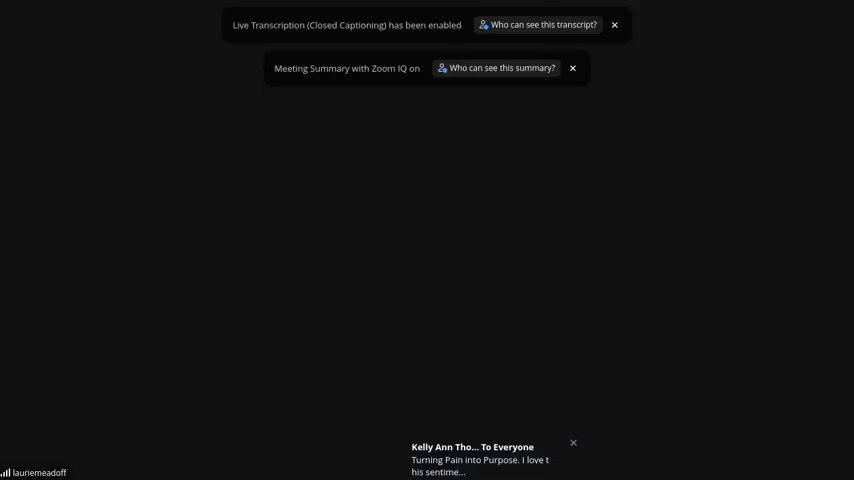 Live Transcription (Closed Captioning) has been enabled Who can see this transcript?
Meeting Summary with Zoom IQ on Who can see this summary?
Kelly Ann Tho... To Everyone
Turning Pain into Purpose. I love t
his sentime...
lauriemeadoff